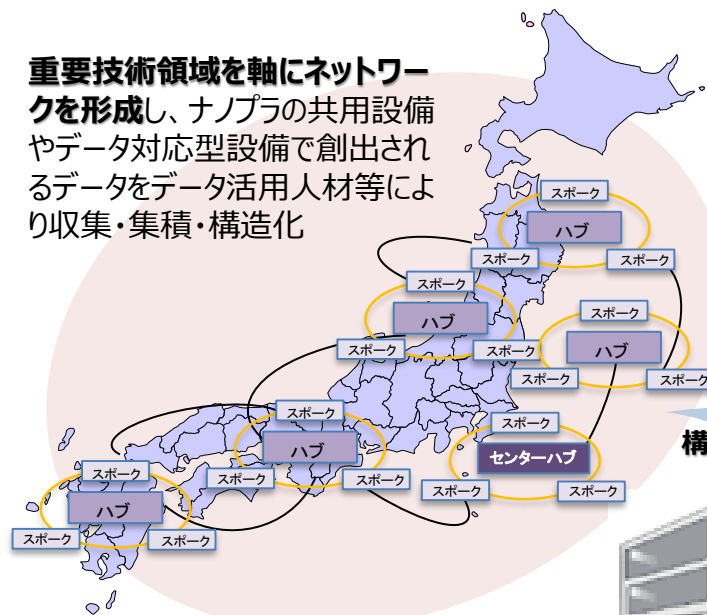 重要技術領域を軸にネットワー
クを形成し、ナノプラの共用設備
やデータ対応型設備で創出され
るデータをデータ活用人材等によ
り収集・集積・構造化
スポーク
ハブ
スポーク
スポーク
スポーク
ハブ
スポーク
スポーク
スポーク
ハブ
スポーク
スポーク
スポーク
ハブ
スポーク
スポーク
スポーク
センターハブ
スポーク
スポーク
スポーク
ハブ
スポーク
スポーク
構